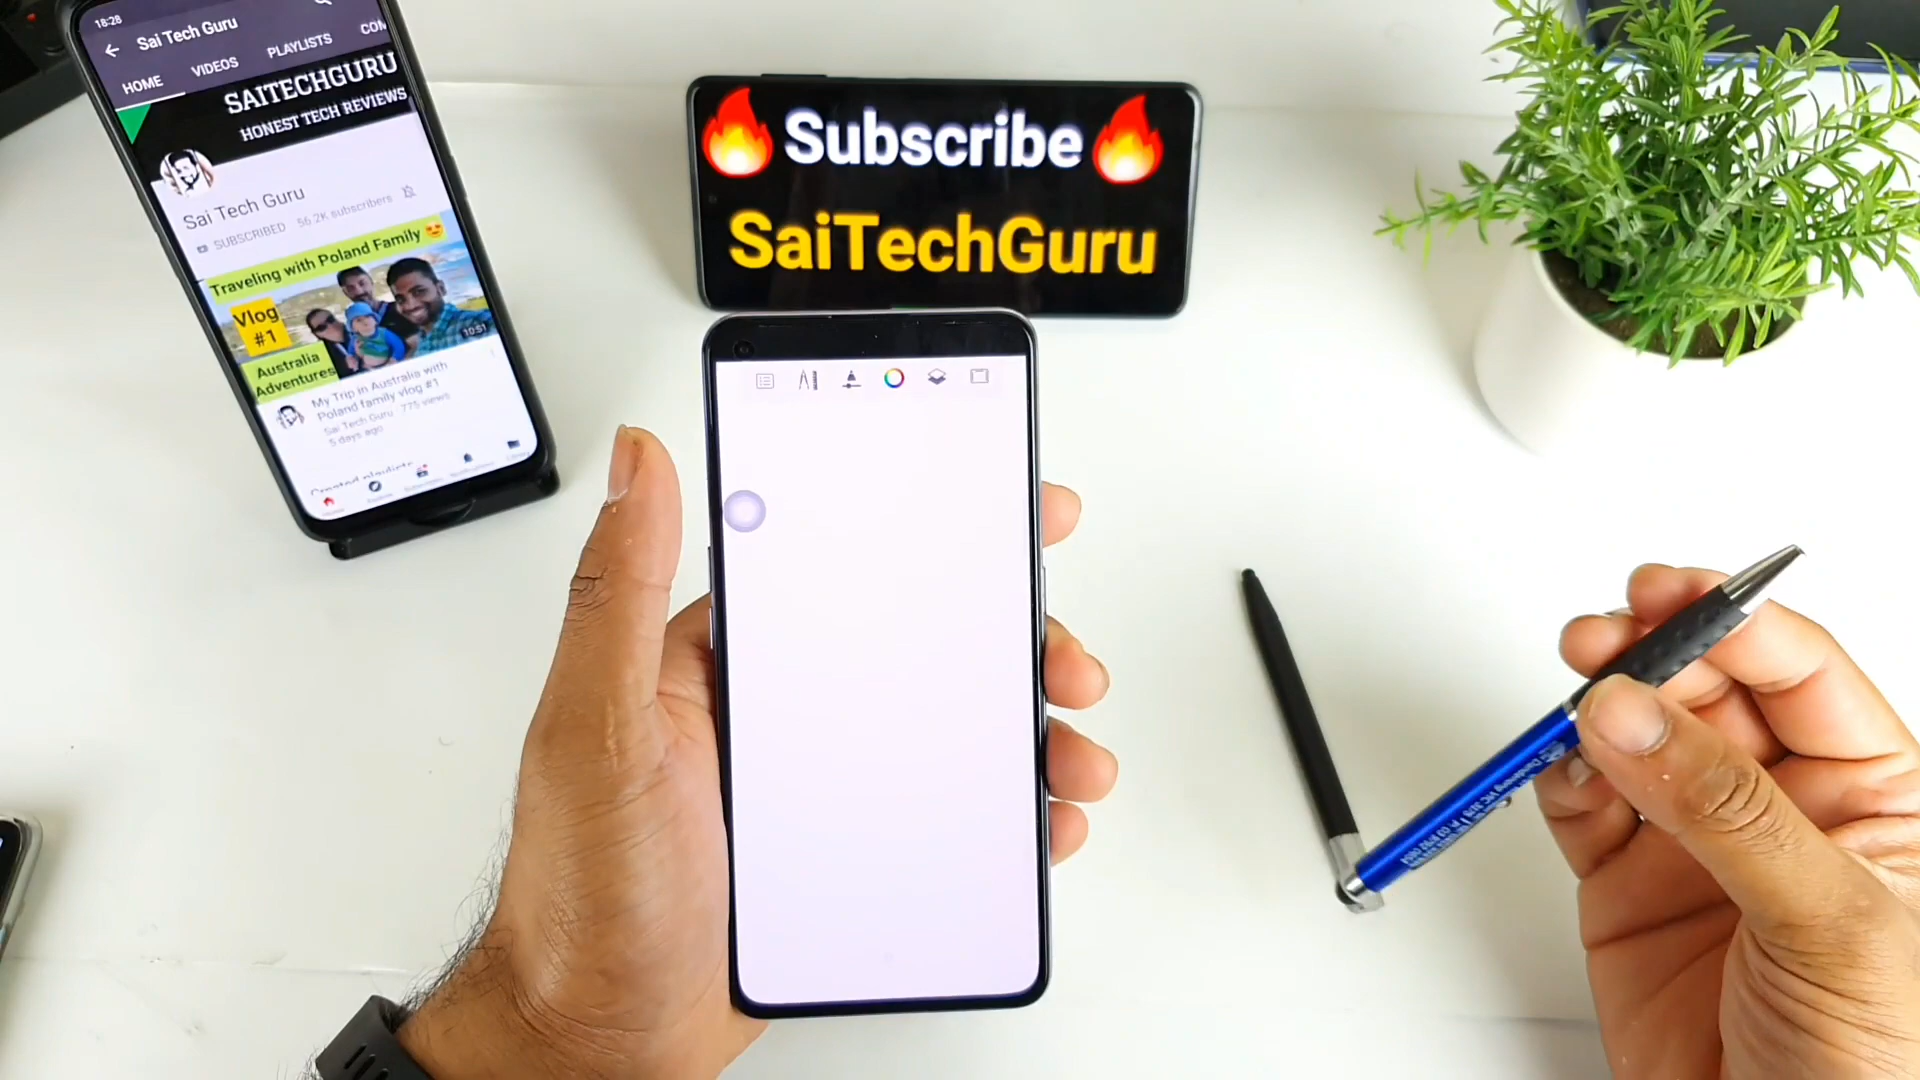 18:28
Sai Tech Guru
HOME VIDEOS PLAYLISTS
SAITECHGURU
HONEST TECH REVIEWS
Sai Tech Guru
SUBSCRIBED 56.2K subscribers
Traveling with Poland Family
Vlog
#1
10:51
Australia
Adventures
My Trip in Australia with
Poland family vlog #1
Sai Tech Guru · 775 views
5 days ago
Subscribe
SaiTechGuru